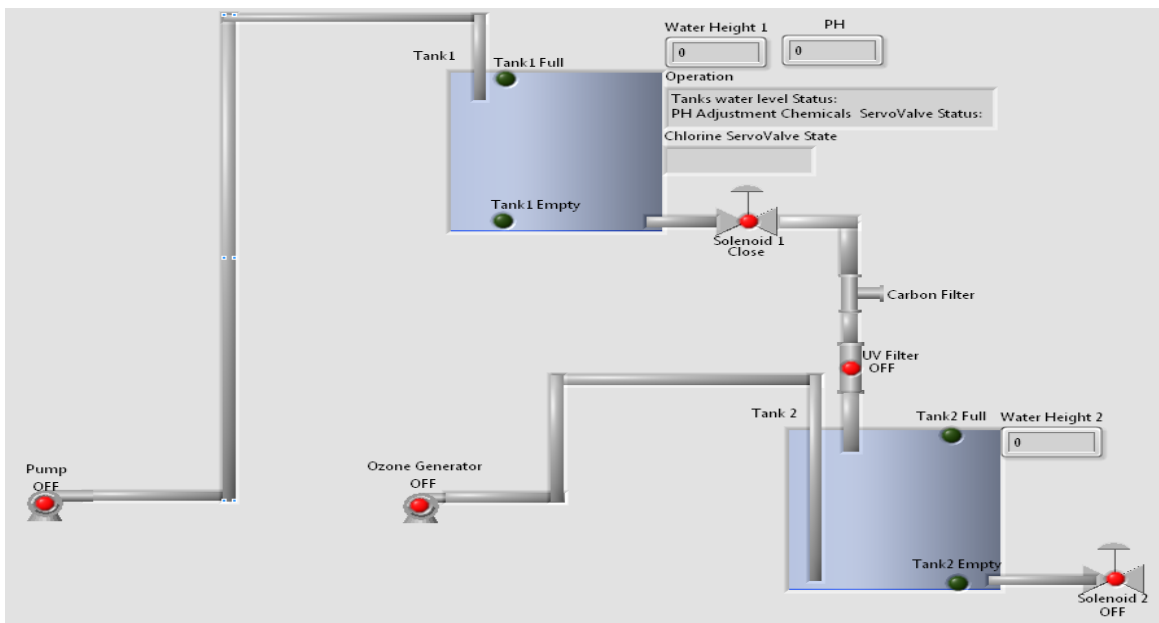 Water Height 1
PH
0
0
Tank1
Tank1 Full
Operation
Tanks water level Status:
PH Adjustment Chemicals  ServoValve Status:
Chlorine ServoValve State
Tank1 Empty
Solenoid 1
Close
Carbon Filter
UV Filter
OFF
Tank 2
Tank2 Full
Water Height 2
0
Pump
OFF
Ozone Generator
OFF
Tank2 Empty
Solenoid 2
OFF